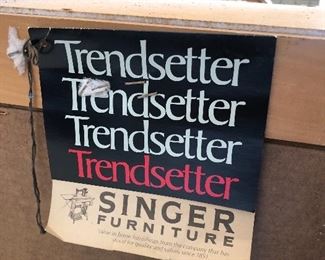 Trendsetter
Trendsetter
Trendsetter
Trendsetter
SINGER
FURNITURE
value in home furnishings from the company that has
stood for quality and safety since 1851